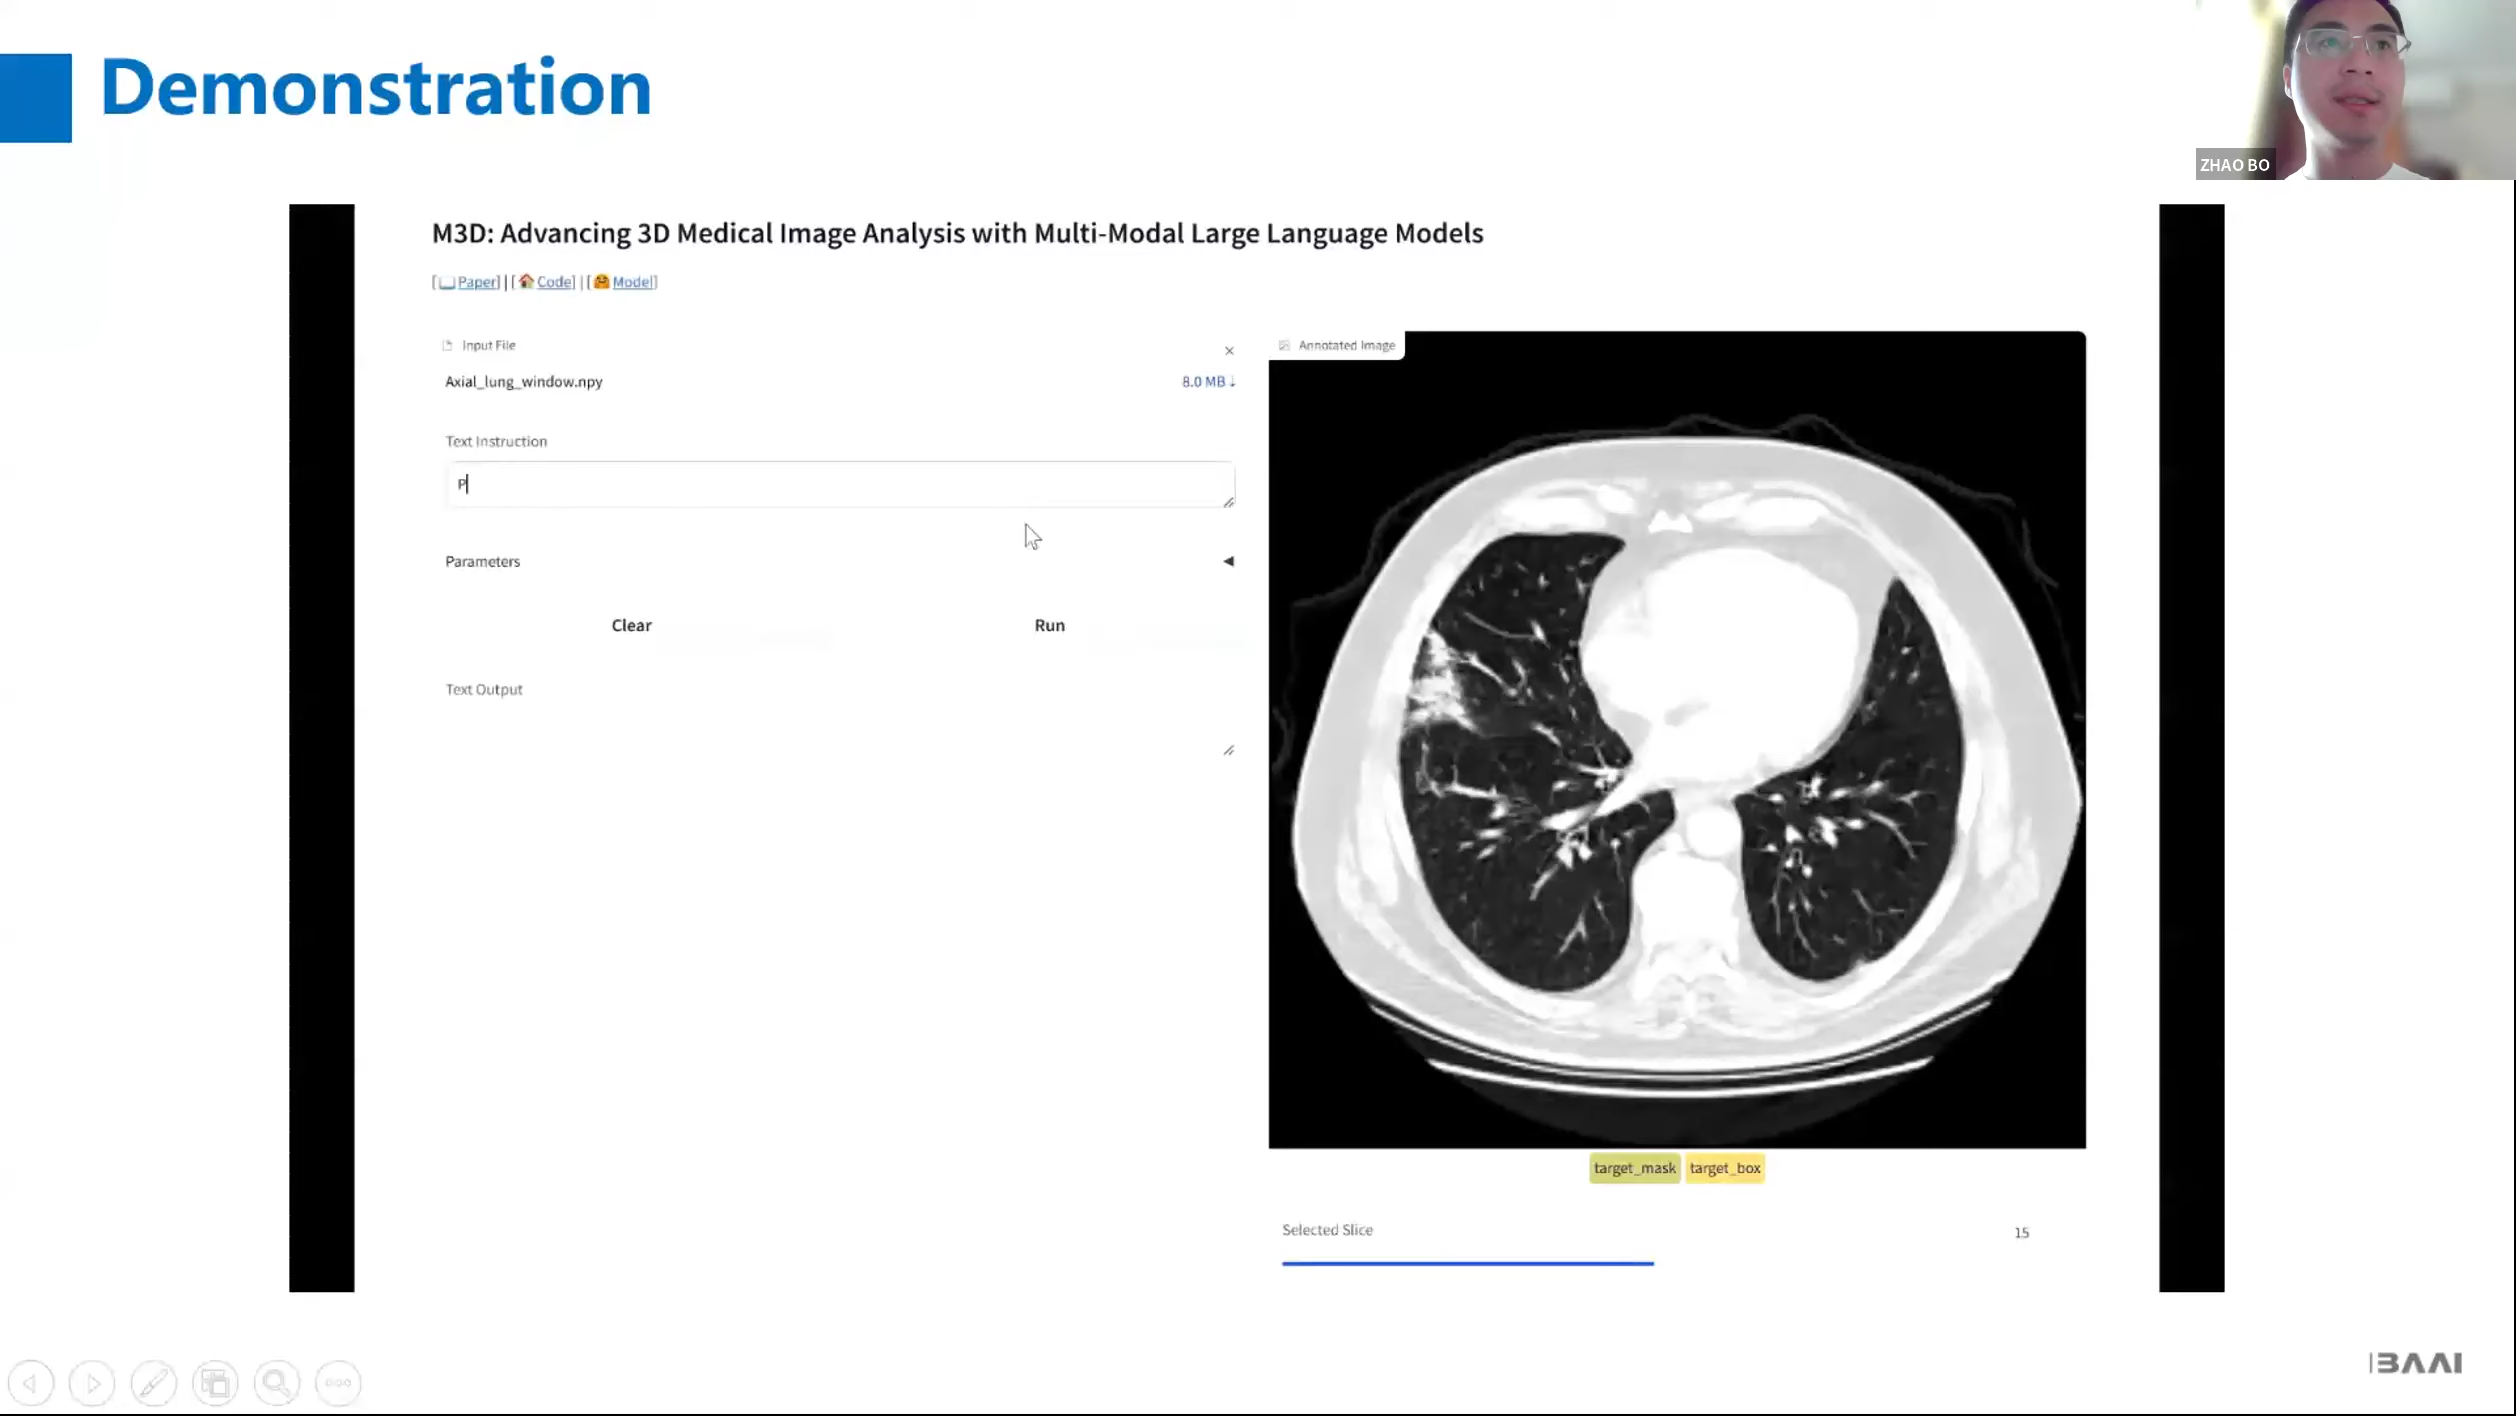 Demonstration
ZHAO BO
M3D: Advancing 3D Medical Image Analysis with Multi-Modal Large Language Models
[Paper] | [Code] | [Model]
Input File
Axial_lung_window.npy
8.0 MB ↓
Text Instruction
P
Parameters
Clear
Run
Text Output
Annotated Image
target_mask
target_box
Selected Slice
15
BAAI